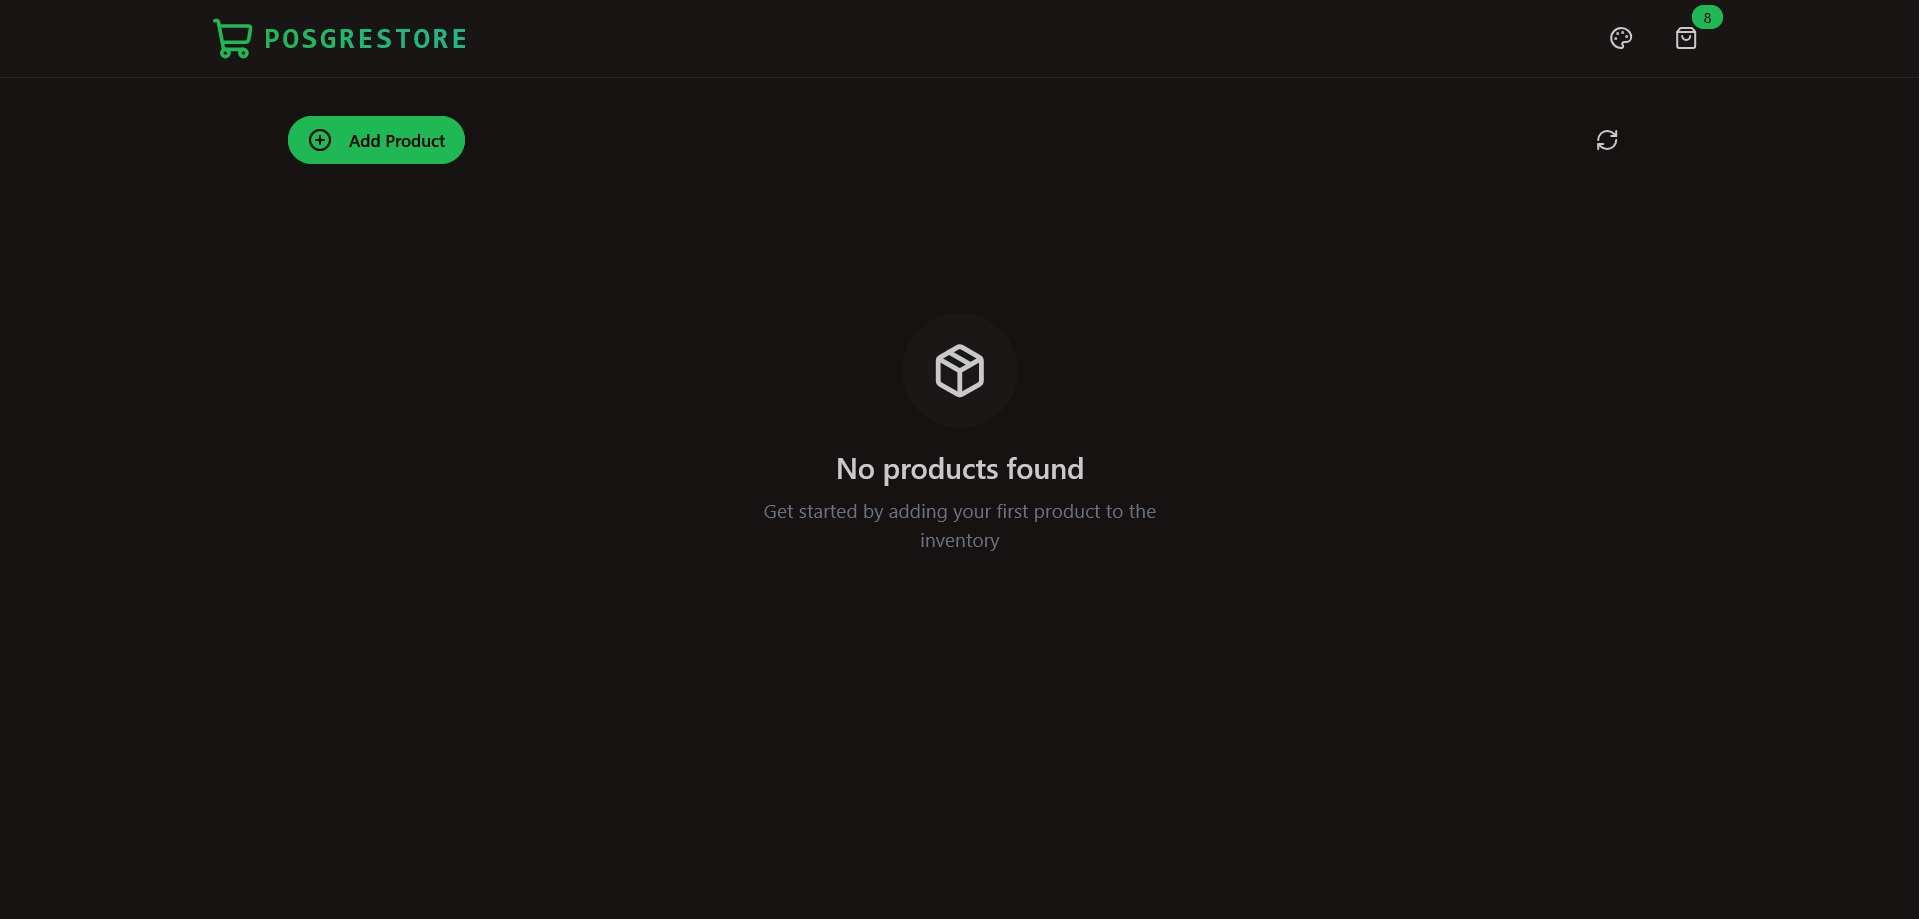 POSGRESTORE
8
Add Product
No products found
Get started by adding your first product to the
inventory